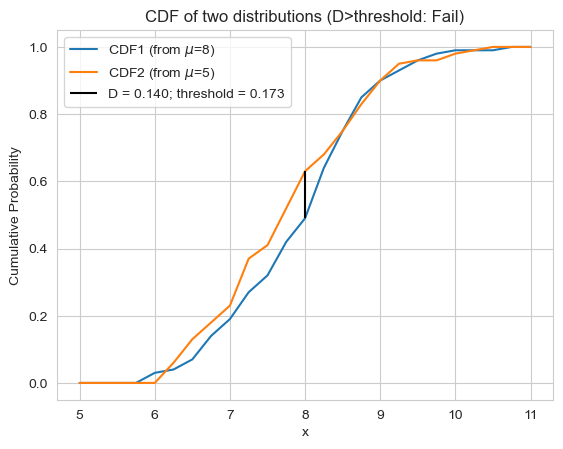 CDF of two distributions (D>threshold: Fail)
CDF1 (from μ=8)
CDF2 (from μ=5)
D = 0.140; threshold = 0.173
Cumulative Probability
1.0
0.8
0.6
0.4
0.2
0.0
5 6 7 8 9 10 11
x